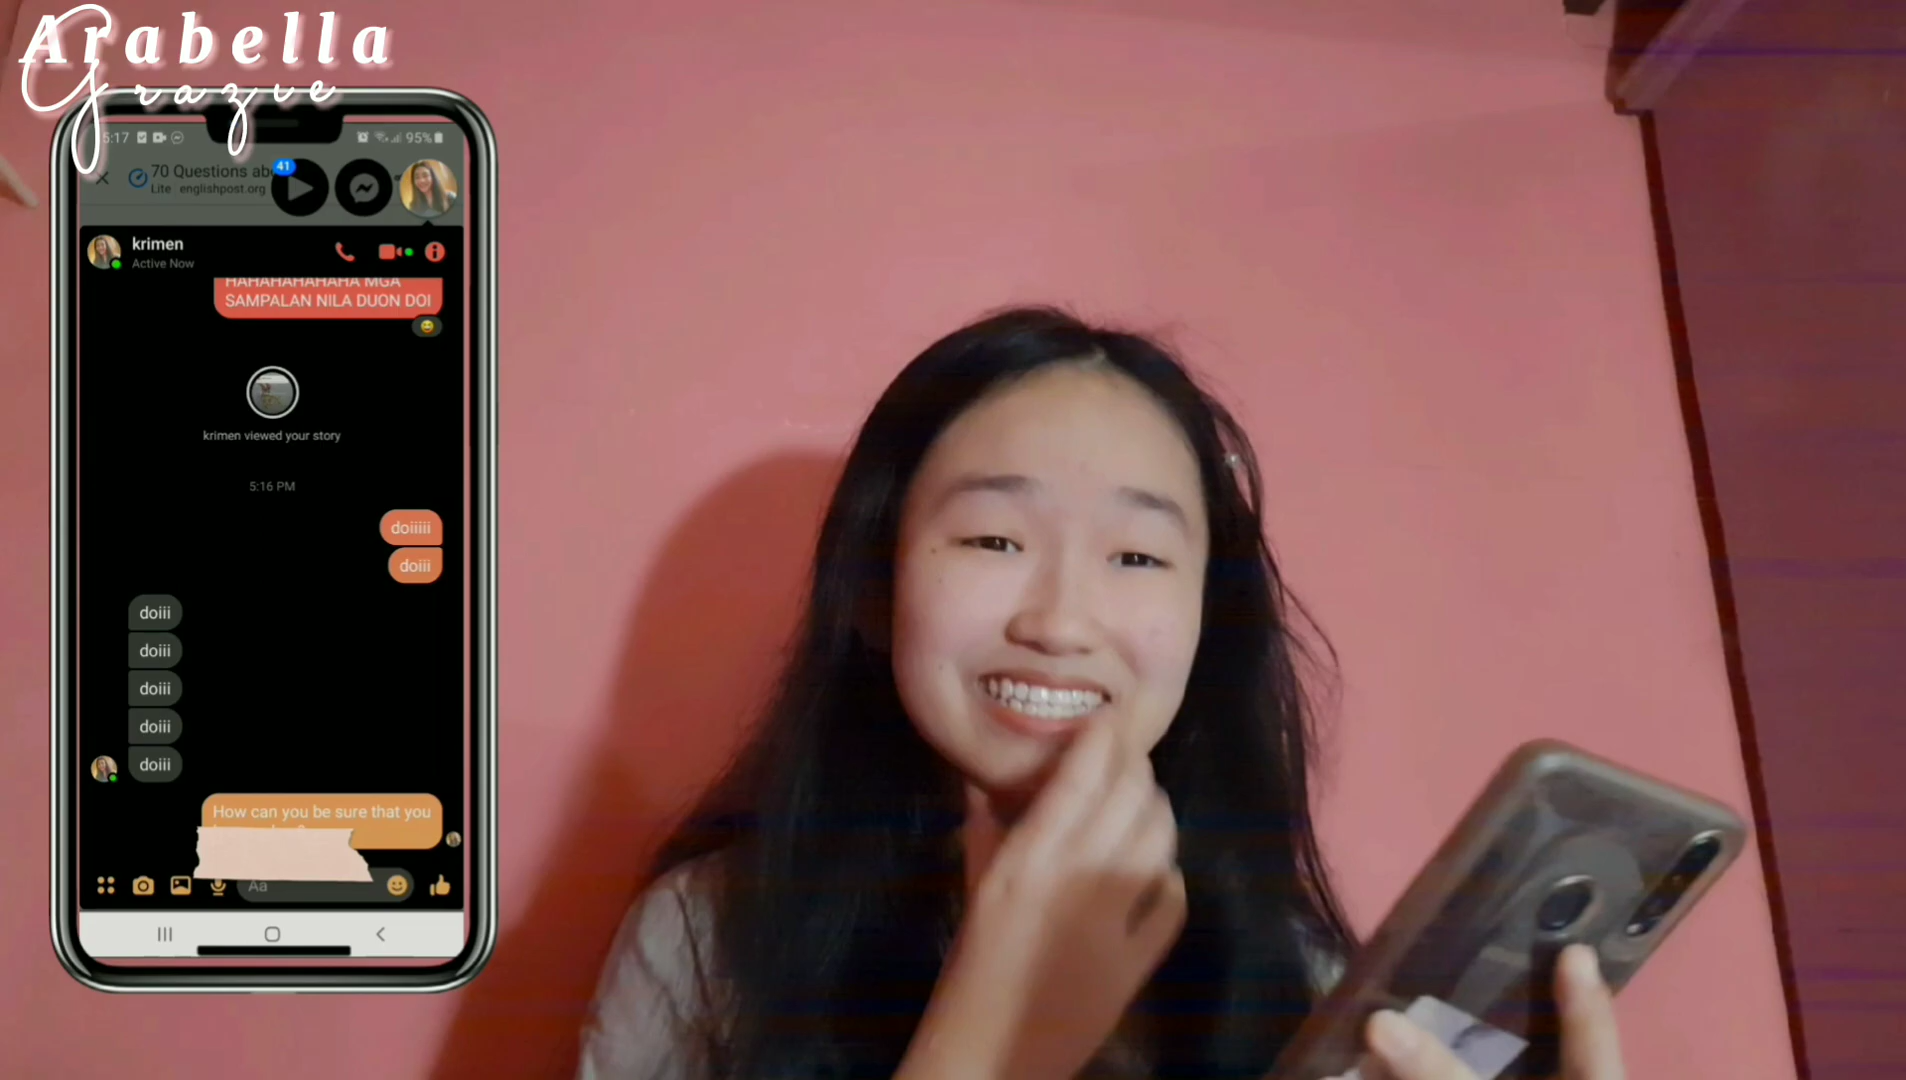 Arabella
Grazie
5:17
95%
70 Questions ab
41
Lite englishpost.org
krimen
Active Now
HAHAHAHAHAHA MGA
SAMPALAN NILA DUON DOI
krimen viewed your story
5:16 PM
doiiiii
doiii
doiii
doiii
doiii
doiii
doiii
How can you be sure that you
Aa